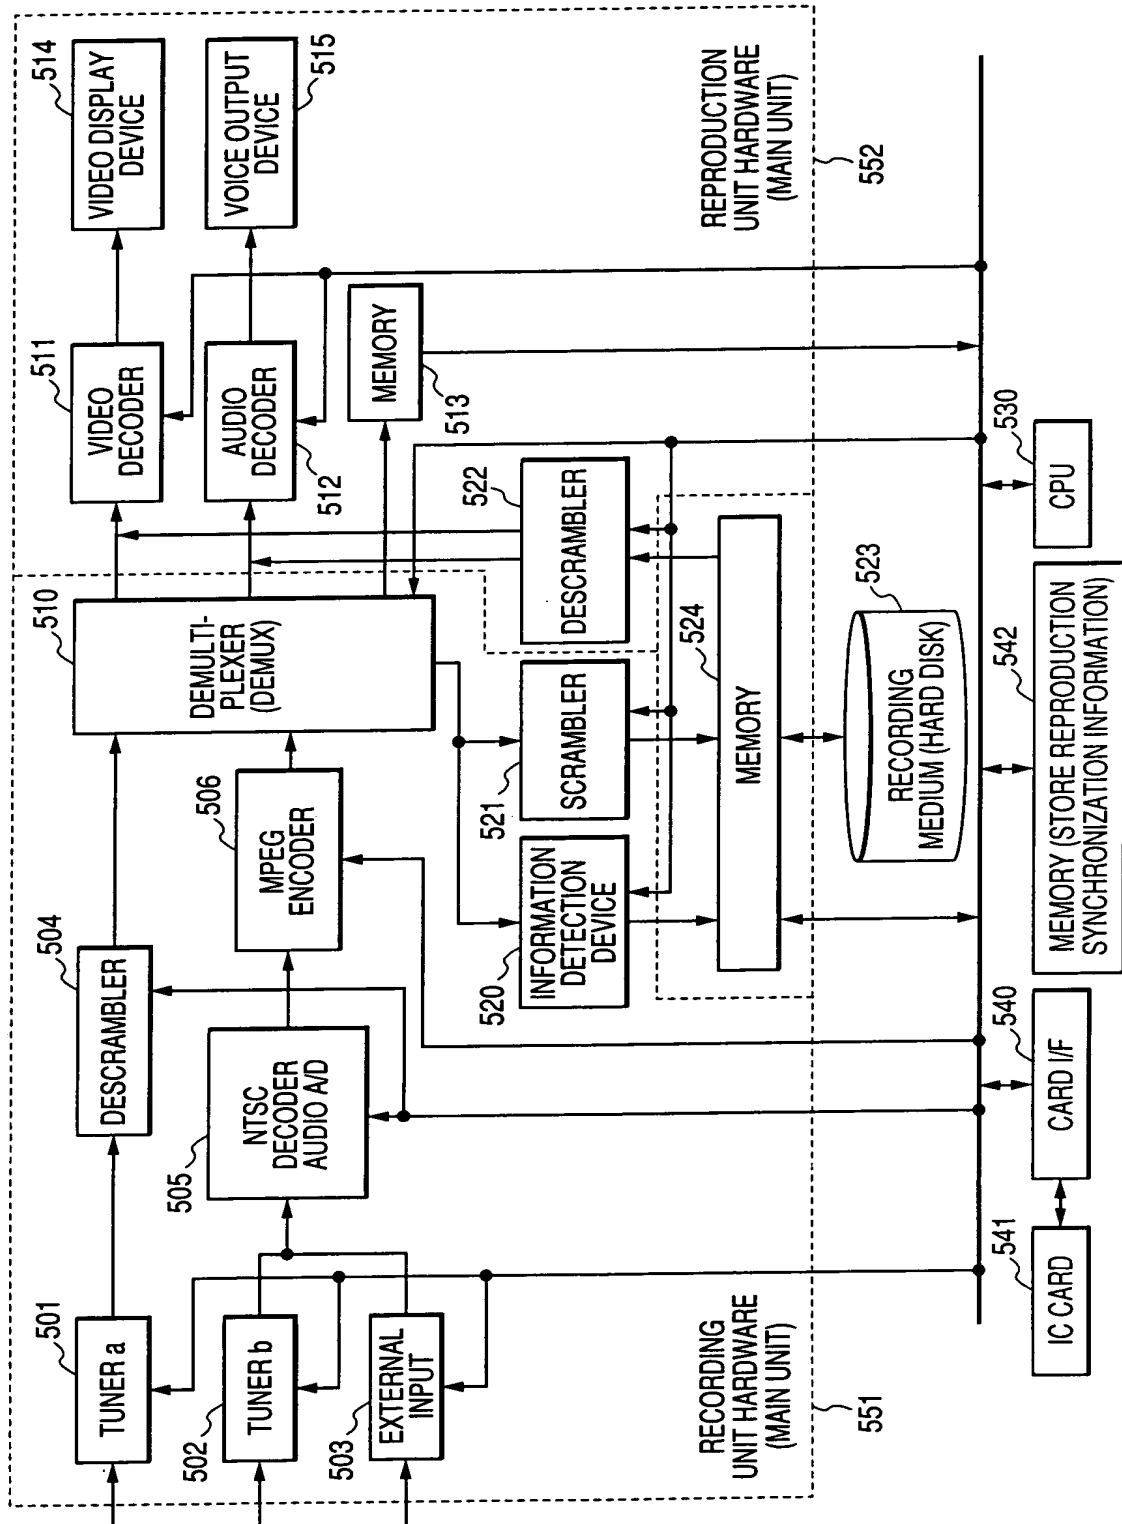 501
TUNER a
502
TUNER b
503
EXTERNAL
INPUT
504
DESCRAMBLER
505
NTSC
DECODER
AUDIO A/D
506
MPEG
ENCODER
510
DEMULTI-
PLEXER
(DEMUX)
511
VIDEO
DECODER
512
AUDIO
DECODER
513
MEMORY
514
VIDEO DISPLAY
DEVICE
515
VOICE OUTPUT
DEVICE
520
INFORMATION
DETECTION
DEVICE
521
SCRAMBLER
522
DESCRAMBLER
524
MEMORY
RECORDING
UNIT HARDWARE
(MAIN UNIT)
551
REPRODUCTION
UNIT HARDWARE
(MAIN UNIT)
552
523
RECORDING
MEDIUM (HARD DISK)
541
IC CARD
540
CARD I/F
542
MEMORY (STORE REPRODUCTION
SYNCHRONIZATION INFORMATION)
530
CPU